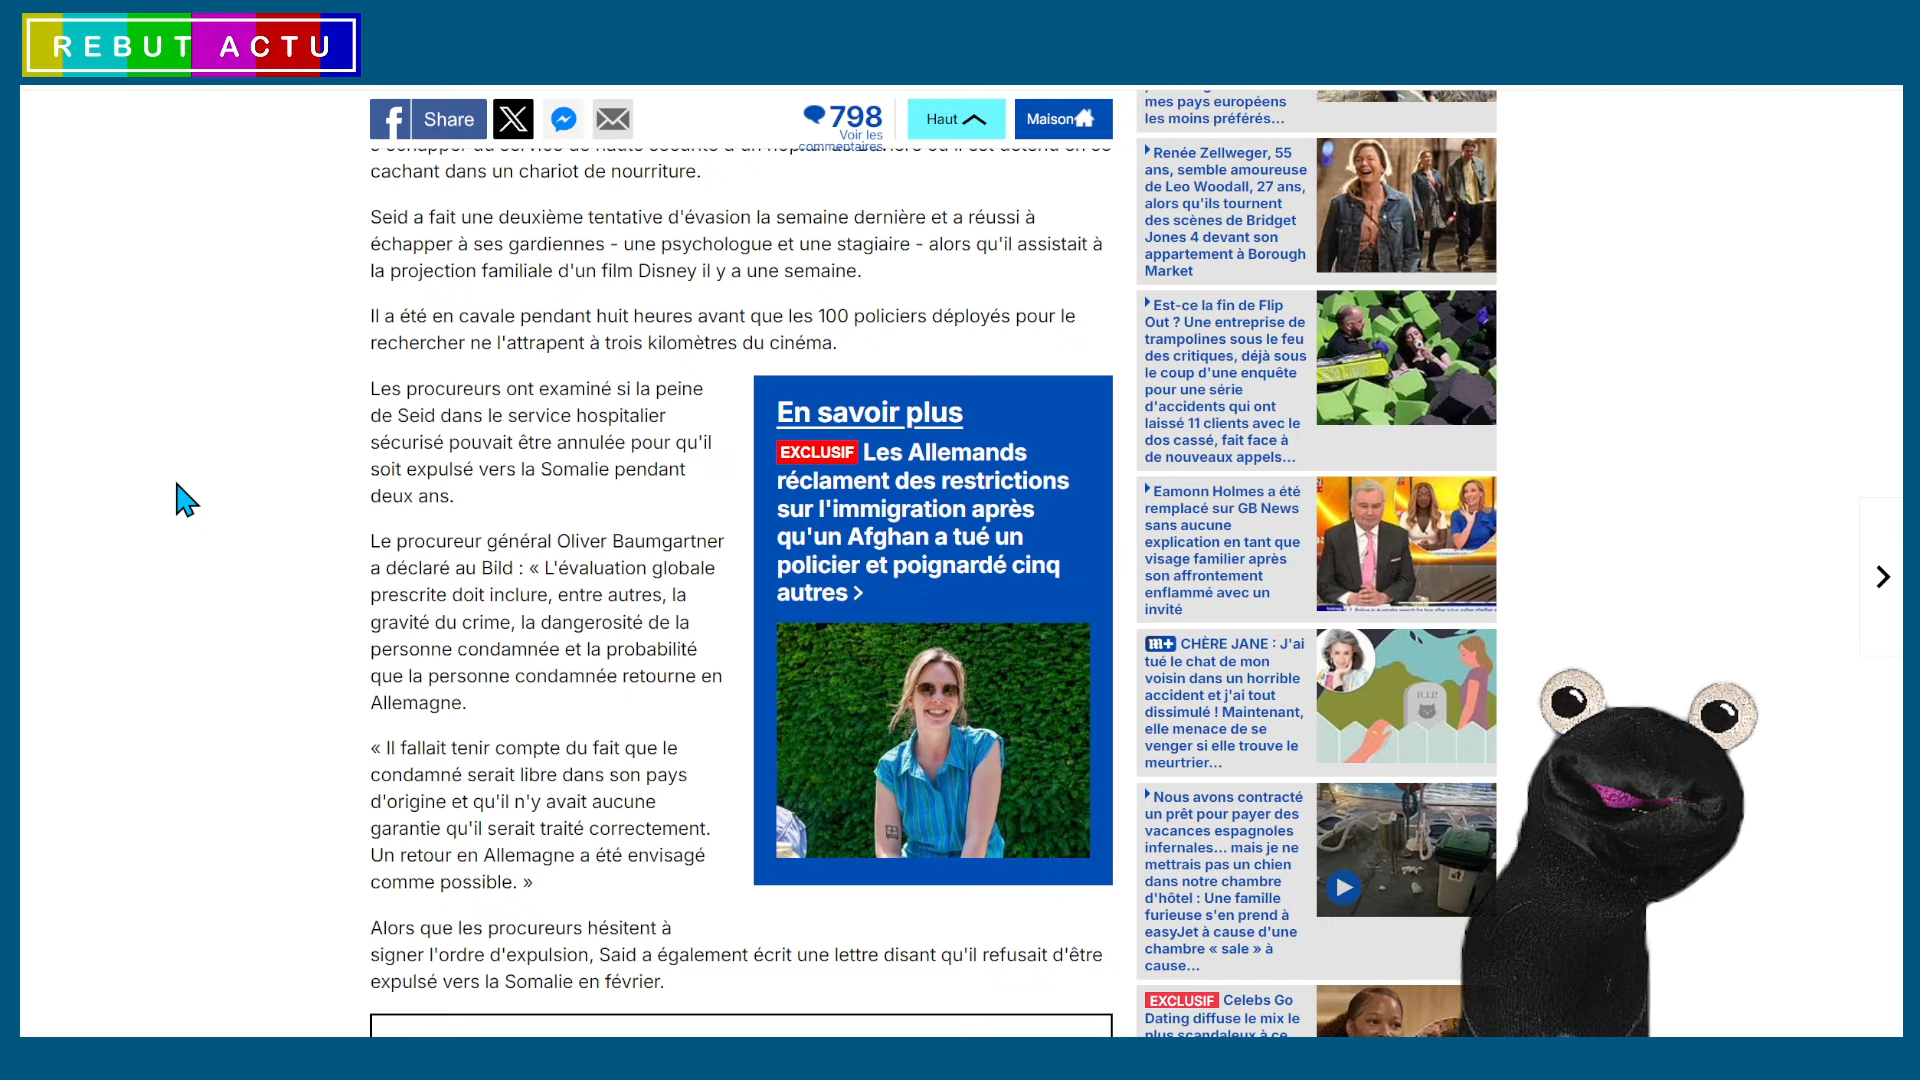 REBUT ACTU
Share
798
Voir les
commentaires
Haut
Maison
cachant dans un chariot de nourriture.
Seid a fait une deuxième tentative d'évasion la semaine dernière et a réussi à
échapper à ses gardiennes - une psychologue et une stagiaire - alors qu'il assistait à
la projection familiale d'un film Disney il y a une semaine.
Il a été en cavale pendant huit heures avant que les 100 policiers déployés pour le
rechercher ne l'attrapent à trois kilomètres du cinéma.
Les procureurs ont examiné si la peine
de Seid dans le service hospitalier
sécurisé pouvait être annulée pour qu'il
soit expulsé vers la Somalie pendant
deux ans.
Le procureur général Oliver Baumgartner
a déclaré au Bild : « L'évaluation globale
prescrite doit inclure, entre autres, la
gravité du crime, la dangerosité de la
personne condamnée et la probabilité
que la personne condamnée retourne en
Allemagne.
« Il fallait tenir compte du fait que le
condamné serait libre dans son pays
d'origine et qu'il n'y avait aucune
garantie qu'il serait traité correctement.
Un retour en Allemagne a été envisagé
comme possible. »
Alors que les procureurs hésitent à
signer l'ordre d'expulsion, Said a également écrit une lettre disant qu'il refusait d'être
expulsé vers la Somalie en février.
En savoir plus
EXCLUSIF Les Allemands
réclament des restrictions
sur l'immigration après
qu'un Afghan a tué un
policier et poignardé cinq
autres >
mes pays européens
les moins préférés...
Renée Zellweger, 55
ans, semble amoureuse
de Leo Woodall, 27 ans,
alors qu'ils tournent
des scènes de Bridget
Jones 4 devant son
appartement à Borough
Market
Est-ce la fin de Flip
Out ? Une entreprise de
trampolines sous le feu
des critiques, déjà sous
le coup d'une enquête
pour une série
d'accidents qui ont
laissé 11 clients avec le
dos cassé, fait face à
de nouveaux appels...
Eamonn Holmes a été
remplacé sur GB News
sans aucune
explication en tant que
visage familier après
son affrontement
enflammé avec un
invité
m+ CHÈRE JANE : J'ai
tué le chat de mon
voisin dans un horrible
accident et j'ai tout
dissimulé ! Maintenant,
elle menace de se
venger si elle trouve le
meurtrier...
R.I.P.
Nous avons contracté
un prêt pour payer des
vacances espagnoles
infernales... mais je ne
mettrais pas un chien
dans notre chambre
d'hôtel : Une famille
furieuse s'en prend à
easyJet à cause d'une
chambre « sale » à
cause...
EXCLUSIF Celebs Go
Dating diffuse le mix le
plus scandaleux à ce